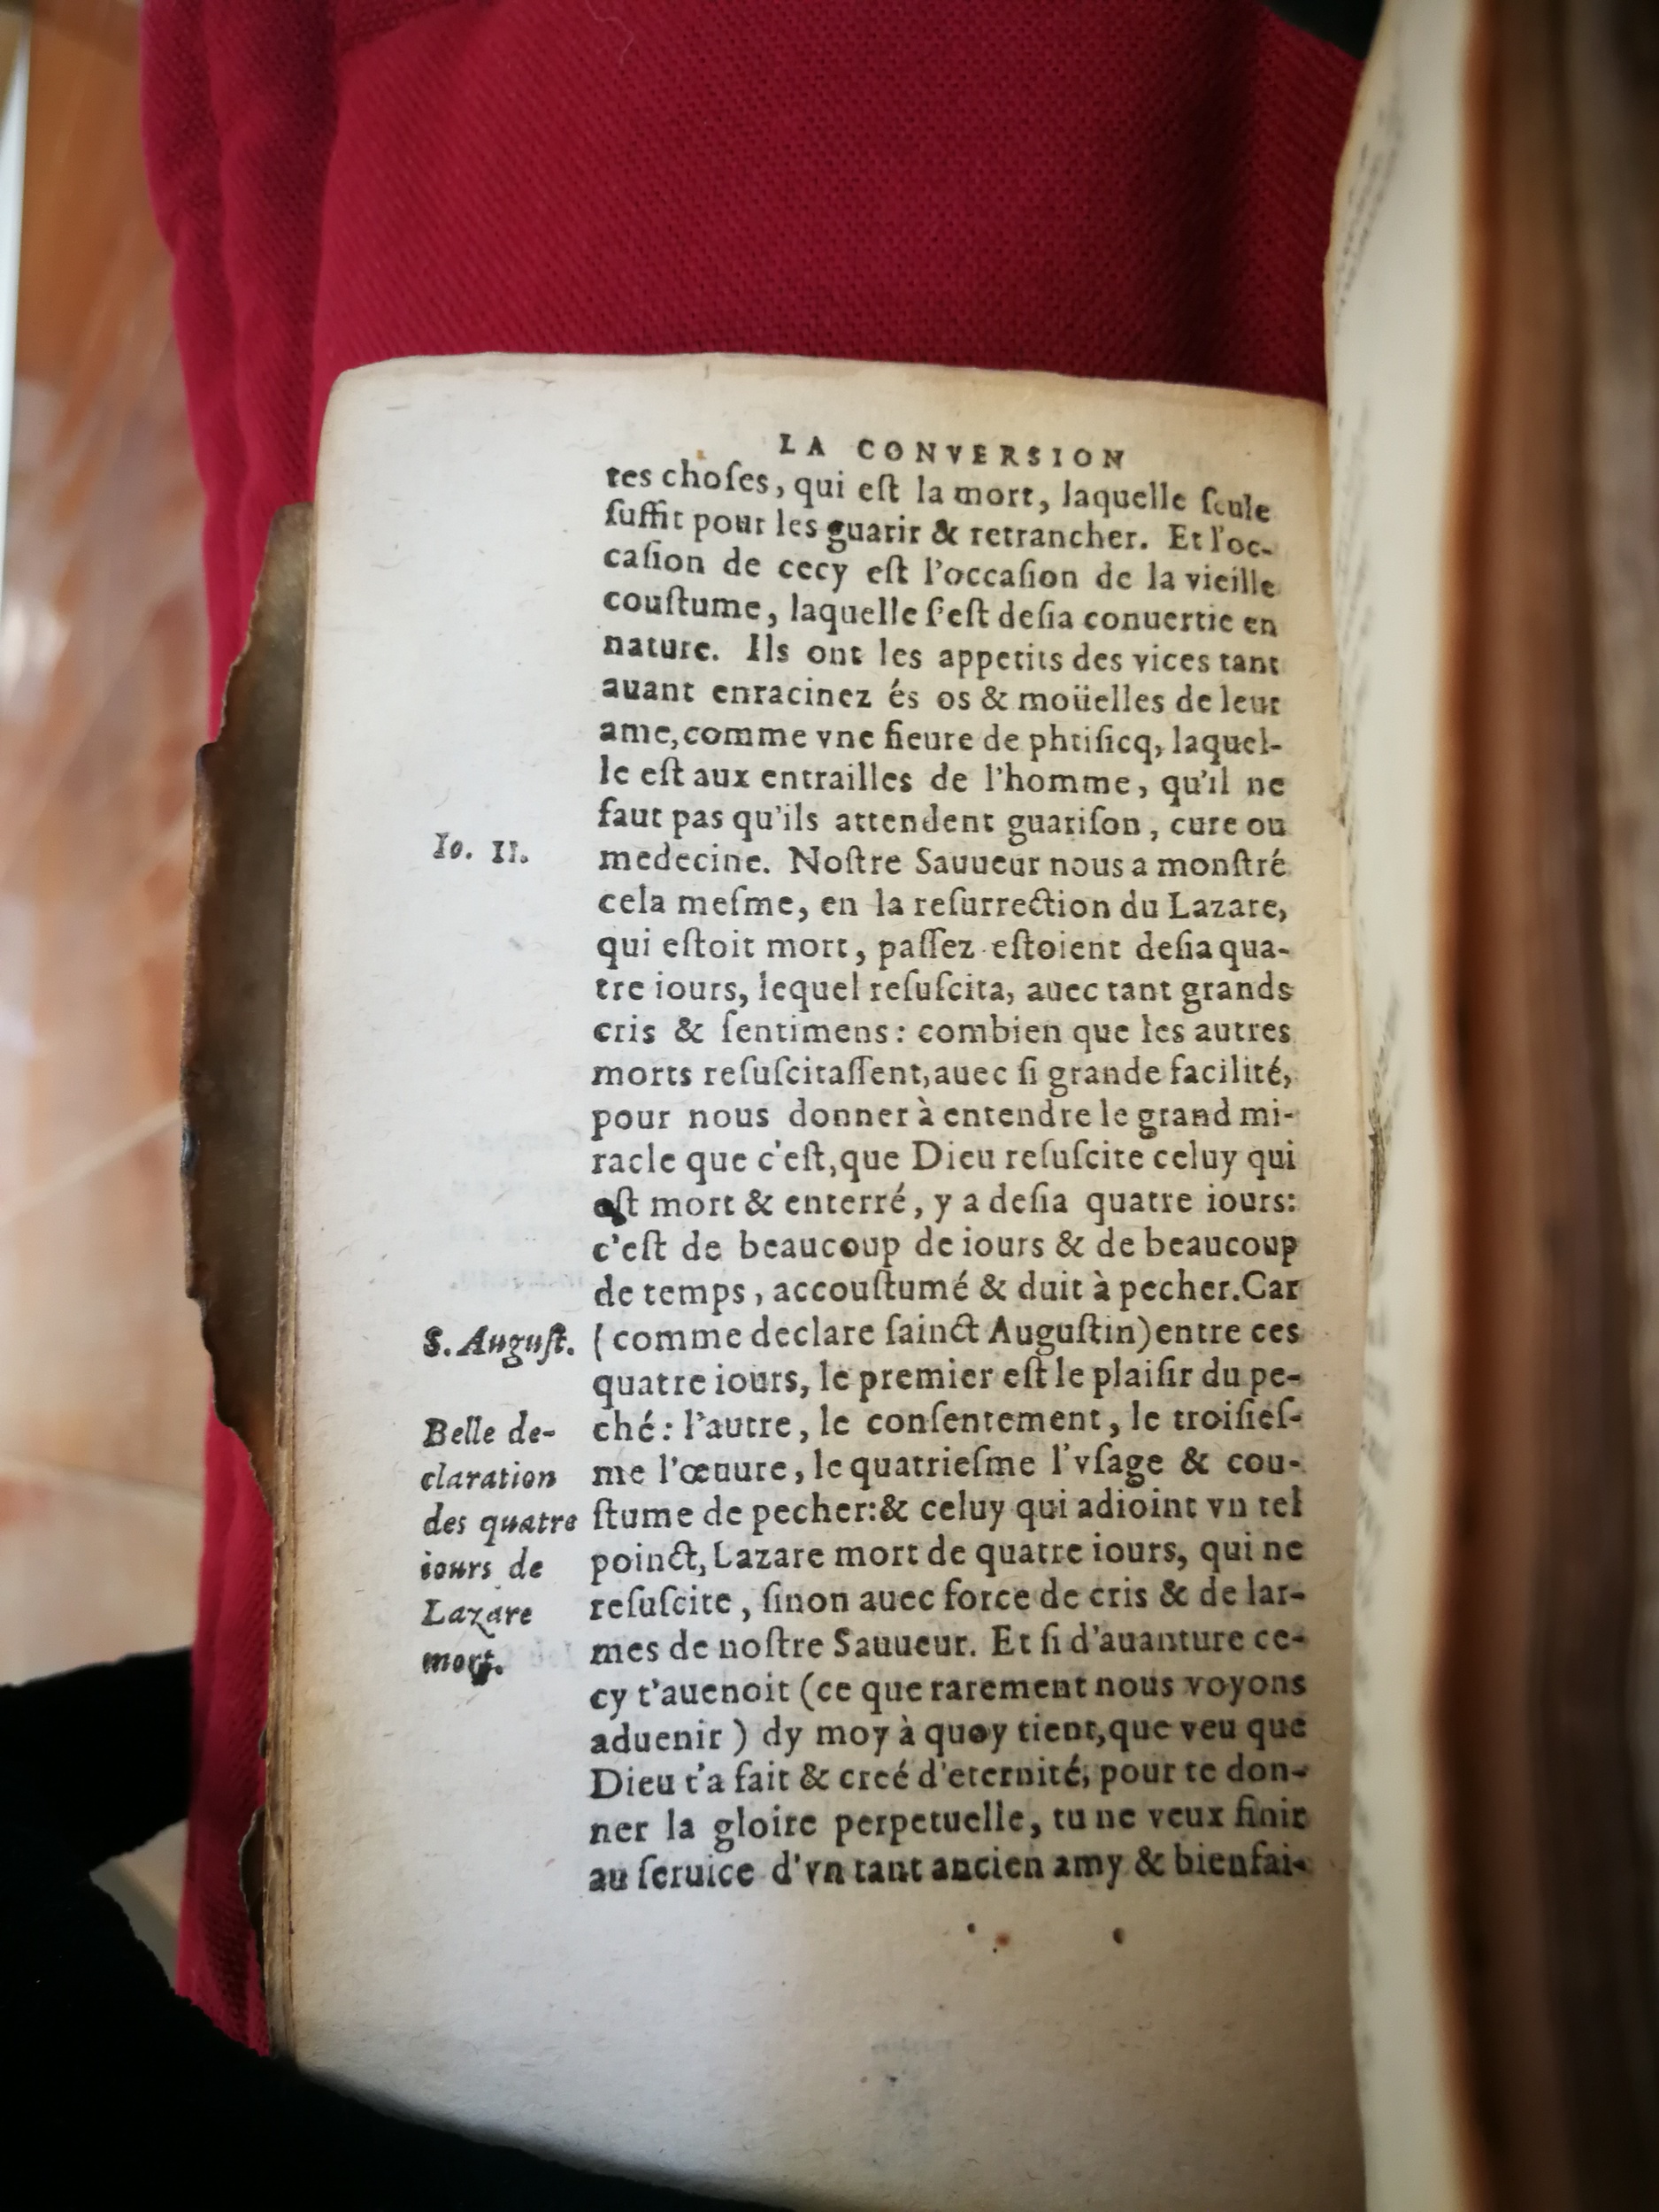 LA CONVERSION
tes choſes, qui eſt la mort, laquelle ſeule
ſuffit pour les guarir & retrancher. Et l'oc-
caſion de cecy eſt l'occaſion de la vieille
couſtume, laquelle ſ'eſt deſia conuertie en
nature. Ils ont les appetits des vices tant
auant enracinez és os & moüelles de leur
ame, comme vne fieure de phtiſicq, laquel-
le eſt aux entrailles de l'homme, qu'il ne
faut pas qu'ils attendent guariſon, cure ou
Io. II.
medecine. Noſtre Sauueur nous a monſtré
cela meſme, en la reſurrection du Lazare,
qui eſtoit mort, paſſez eſtoient deſia qua-
tre iours, lequel reſuſcita, auec tant grands
cris & ſentimens: combien que les autres
morts reſuſcitaſſent, auec ſi grande facilité,
pour nous donner à entendre le grand mi-
racle que c'eſt, que Dieu reſuſcite celuy qui
eſt mort & enterré, y a deſia quatre iours:
c'eſt de beaucoup de iours & de beaucoup
de temps, accouſtumé & duit à pecher. Car
S. Auguſt.
(comme declare ſainct Auguſtin) entre ces
quatre iours, le premier eſt le plaiſir du pe-
ché: l'autre, le conſentement, le troiſieſ-
me l'œuure, le quatrieſme l'vſage & cou-
ſtume de pecher: & celuy qui adioint vn tel
poinct, Lazare mort de quatre iours, qui ne
reſuſcite, ſinon auec force de cris & de lar-
mes de noſtre Sauueur. Et ſi d'auanture ce-
cy t'auenoit (ce que rarement nous voyons
aduenir) dy moy à quoy tient, que veu que
Dieu t'a fait & creé d'eternité, pour te don-
ner la gloire perpetuelle, tu ne veux finir
au ſeruice d'vn tant ancien amy & bienfai-
Belle de-
claration
des quatre
iours de
Lazare
mort.